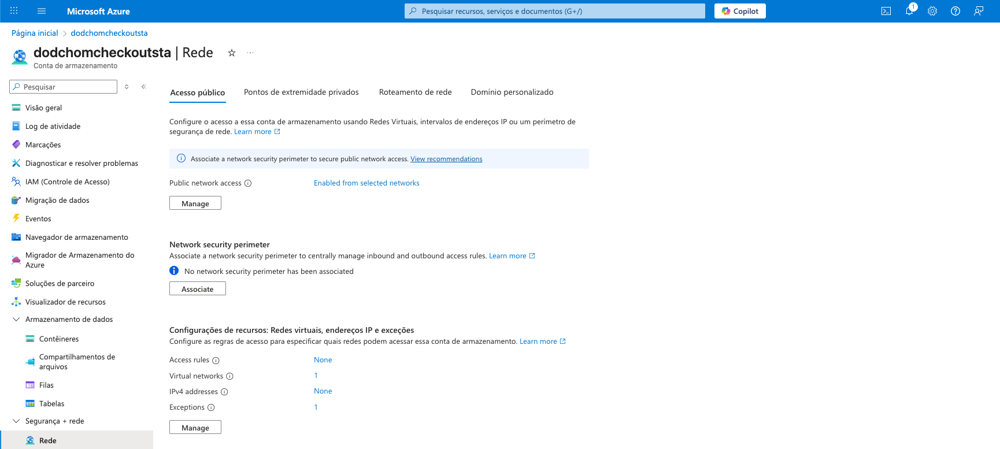 Microsoft Azure
Pesquisar recursos, serviços e documentos (G+/)
Copilot
1
Página inicial > dodchomcheckoutsta
dodchomcheckoutsta | Rede
Conta de armazenamento
Pesquisar
Visão geral
Log de atividade
Marcações
Diagnosticar e resolver problemas
IAM (Controle de Acesso)
Migração de dados
Eventos
Navegador de armazenamento
Migrador de Armazenamento do
Azure
Soluções de parceiro
Visualizador de recursos
Armazenamento de dados
Contêineres
Compartilhamentos de
arquivos
Filas
Tabelas
Segurança + rede
Rede
Acesso público Pontos de extremidade privados Roteamento de rede Domínio personalizado
Configure o acesso a essa conta de armazenamento usando Redes Virtuais, intervalos de endereços IP ou um perímetro de
segurança de rede. Learn more
Associate a network security perimeter to secure public network access. View recommendations
Public network access Enabled from selected networks
Manage
Network security perimeter
Associate a network security perimeter to centrally manage inbound and outbound access rules. Learn more
No network security perimeter has been associated
Associate
Configurações de recursos: Redes virtuais, endereços IP e exceções
Configure as regras de acesso para especificar quais redes podem acessar essa conta de armazenamento. Learn more
Access rules None
Virtual networks 1
IPv4 addresses None
Exceptions 1
Manage